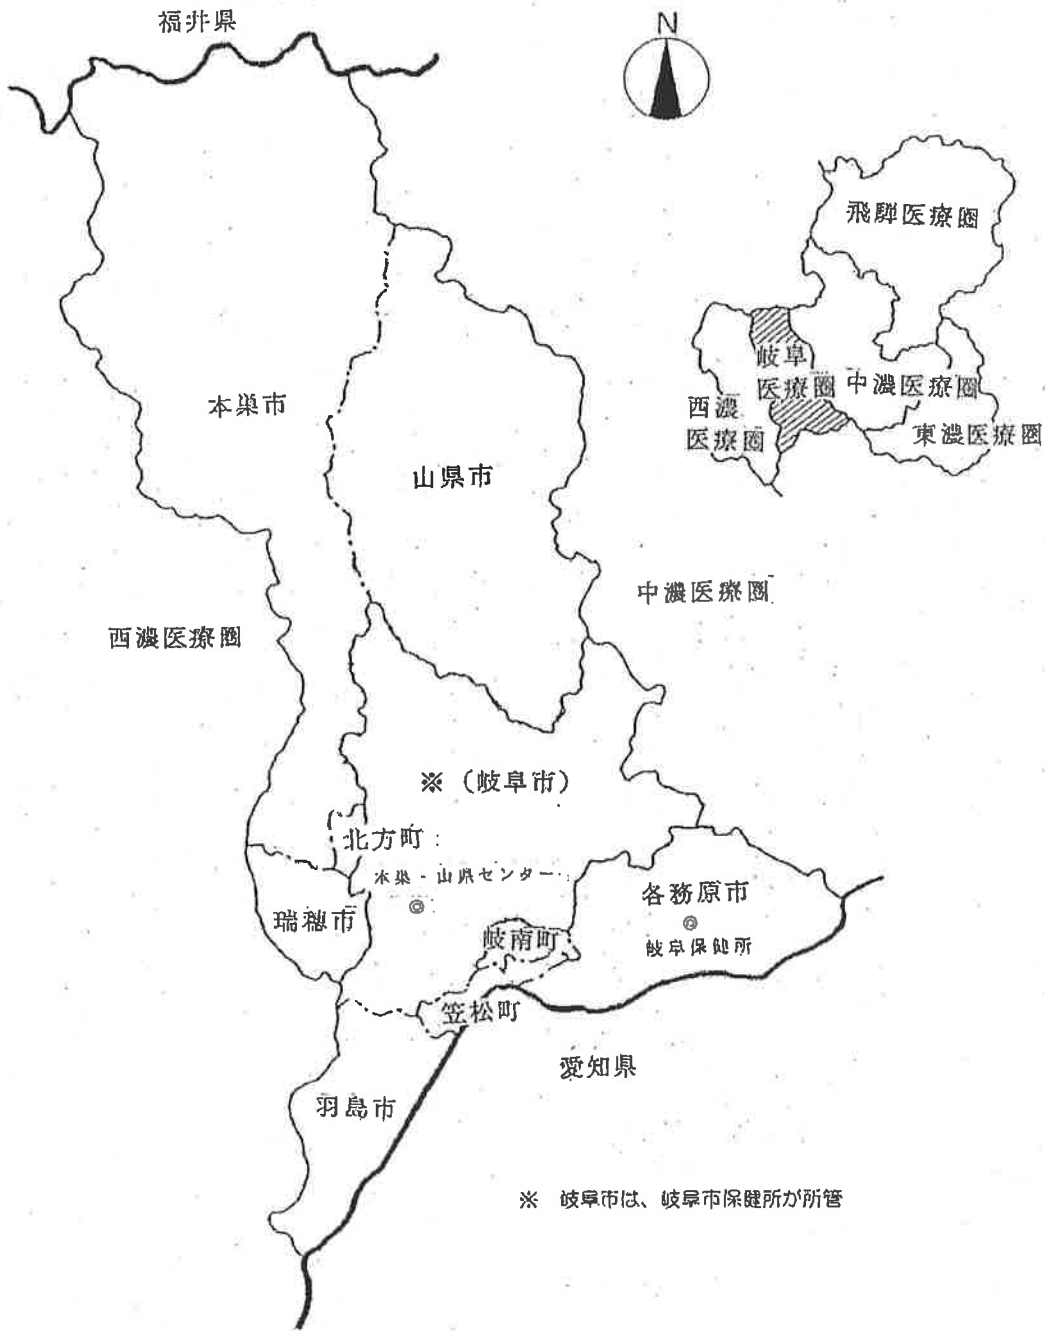 福井県
N
飛騨医療圏
岐阜
医療圏
中濃医療圏
西濃
医療圏
東濃医療圏
本巣市
山県市
中濃医療圏
西濃医療圏
※（岐阜市）
北方町
本巣・山県センター
◎
各務原市
◎
岐阜保健所
瑞穂市
岐南町
笠松町
愛知県
羽島市
※　岐阜市は、岐阜市保健所が所管